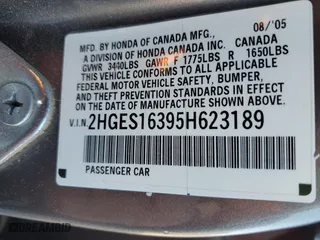 MFD. BY HONDA OF CANADA MFG., 08/'05
A DIVISION OF HONDA CANADA INC. CANADA
GVWR 3440LBS GAWR F 1775LBS R 1650LBS
THIS VEHICLE CONFORMS TO ALL APPLICABLE
FEDERAL MOTOR VEHICLE SAFETY, BUMPER,
AND THEFT PREVENTION STANDARDS IN EFFECT
ON THE DATE OF MANUFACTURE SHOWN ABOVE.
V.I.N. 2HGES16395H623189
PASSENGER CAR